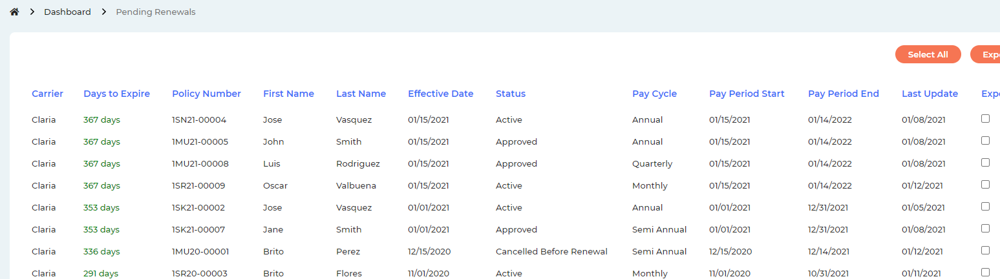 Dashboard Pending Renewals
Select All Expo
Carrier Days to Expire Policy Number First Name Last Name Effective Date Status Pay Cycle Pay Period Start Pay Period End Last Update Expo
Claria 367 days 1SN21-00004 Jose Vasquez 01/15/2021 Active Annual 01/15/2021 01/14/2022 01/08/2021
Claria 367 days 1MU21-00005 John Smith 01/15/2021 Approved Annual 01/15/2021 01/14/2022 01/08/2021
Claria 367 days 1MU21-00008 Luis Rodriguez 01/15/2021 Approved Quarterly 01/15/2021 01/14/2022 01/08/2021
Claria 367 days 1SR21-00009 Oscar Valbuena 01/15/2021 Active Monthly 01/15/2021 01/14/2022 01/12/2021
Claria 353 days 1SK21-00002 Jose Vasquez 01/01/2021 Active Annual 01/01/2021 12/31/2021 01/05/2021
Claria 353 days 1SK21-00007 Jane Smith 01/01/2021 Approved Semi Annual 01/01/2021 12/31/2021 01/08/2021
Claria 336 days 1MU20-00001 Brito Perez 12/15/2020 Cancelled Before Renewal Semi Annual 12/15/2020 12/14/2021 01/12/2021
Claria 291 days 1SR20-00003 Brito Flores 11/01/2020 Active Monthly 11/01/2020 10/31/2021 01/11/2021